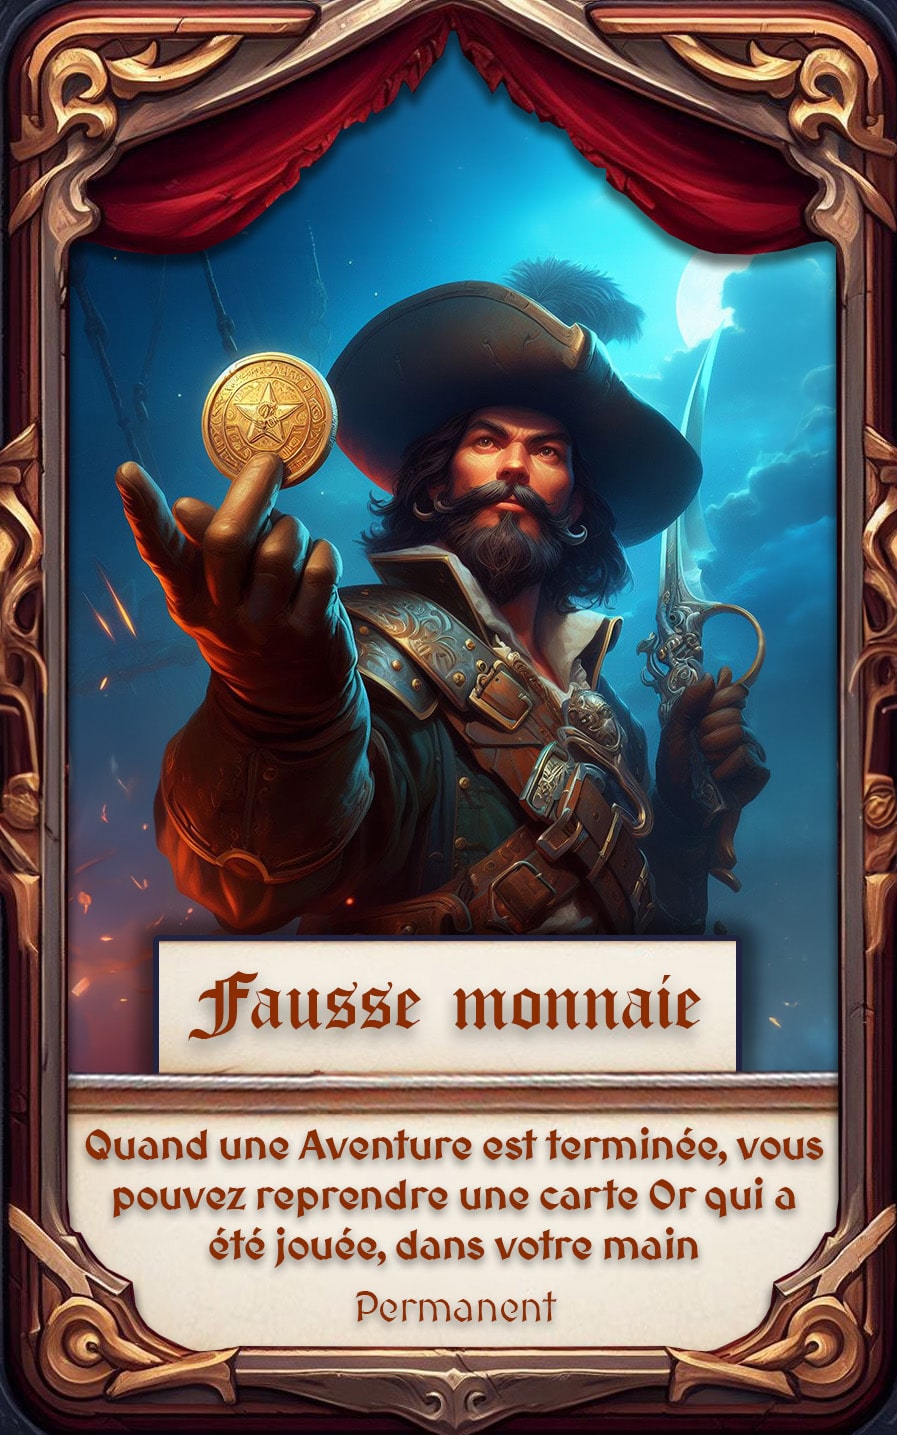 Fausse monnaie
Quand une Aventure est terminée, vous
pouvez reprendre une carte Or qui a
été jouée, dans votre main
Permanent